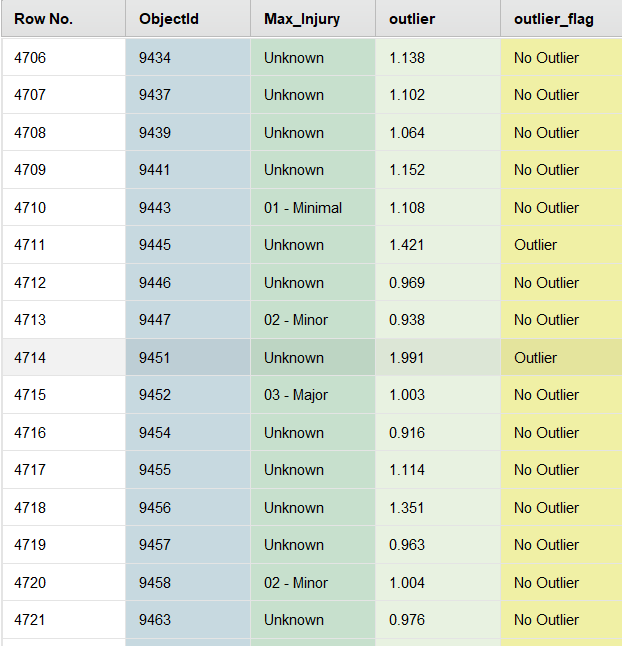 Row No. ObjectId Max_Injury outlier outlier_flag
4706 9434 Unknown 1.138 No Outlier
4707 9437 Unknown 1.102 No Outlier
4708 9439 Unknown 1.064 No Outlier
4709 9441 Unknown 1.152 No Outlier
4710 9443 01 - Minimal 1.108 No Outlier
4711 9445 Unknown 1.421 Outlier
4712 9446 Unknown 0.969 No Outlier
4713 9447 02 - Minor 0.938 No Outlier
4714 9451 Unknown 1.991 Outlier
4715 9452 03 - Major 1.003 No Outlier
4716 9454 Unknown 0.916 No Outlier
4717 9455 Unknown 1.114 No Outlier
4718 9456 Unknown 1.351 No Outlier
4719 9457 Unknown 0.963 No Outlier
4720 9458 02 - Minor 1.004 No Outlier
4721 9463 Unknown 0.976 No Outlier